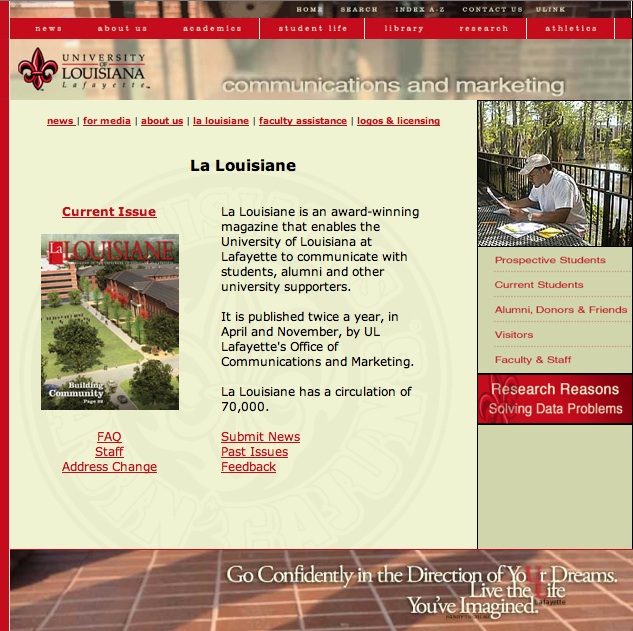 HOME SEARCH INDEX A-Z CONTACT US ULINK
news about us academics student life library research athletics
UNIVERSITY
OF
LOUISIANA
Lafayette™
communications and marketing
news | for media | about us | la louisiane | faculty assistance | logos & licensing
La Louisiane
Current Issue
La LOUISIANE
Building
Community
Page 26
La Louisiane is an award-winning
magazine that enables the
University of Louisiana at
Lafayette to communicate with
students, alumni and other
university supporters.
It is published twice a year, in
April and November, by UL
Lafayette's Office of
Communications and Marketing.
La Louisiane has a circulation of
70,000.
FAQ
Staff
Address Change
Submit News
Past Issues
Feedback
Prospective Students
Current Students
Alumni, Donors & Friends
Visitors
Faculty & Staff
Research Reasons
Solving Data Problems
Go Confidently in the Direction of YoUr Dreams.
Live the Life
Lafayette
You've Imagined.